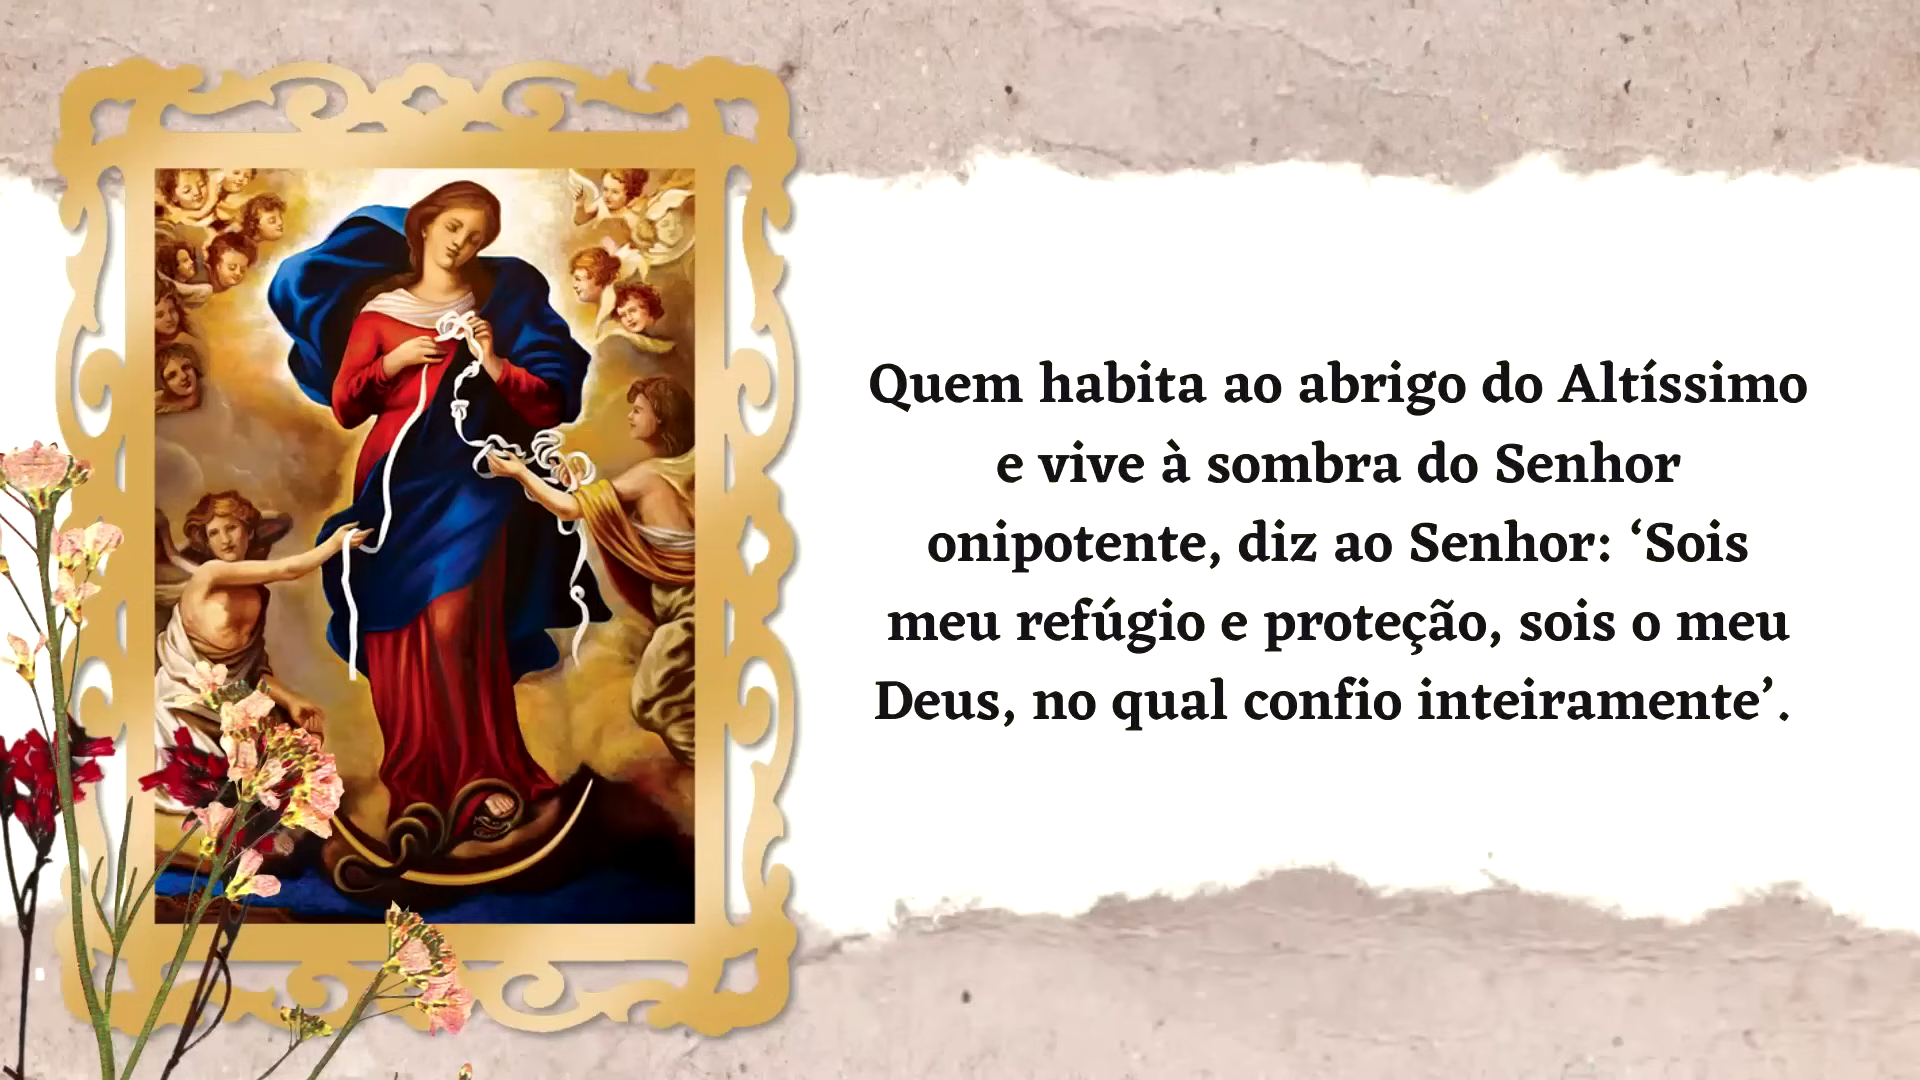 Quem habita ao abrigo do Altíssimo
e vive à sombra do Senhor
onipotente, diz ao Senhor: ‘Sois
meu refúgio e proteção, sois o meu
Deus, no qual confio inteiramente’.